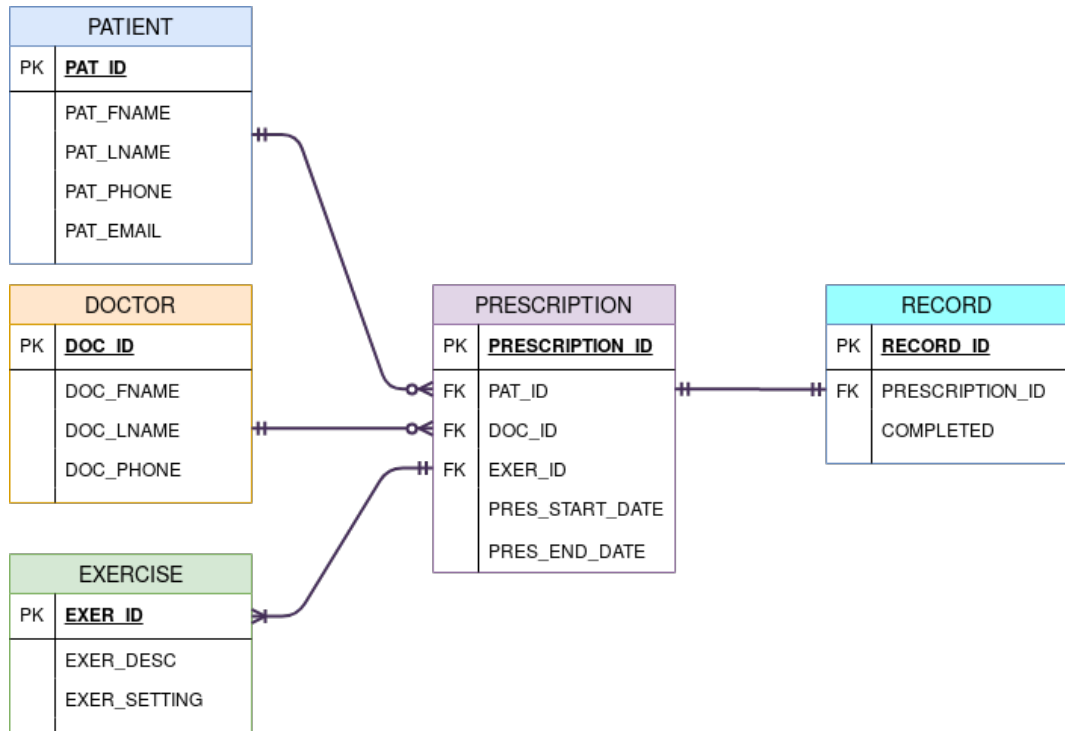 PATIENT
PK PAT_ID
PAT_FNAME
PAT_LNAME
PAT_PHONE
PAT_EMAIL
DOCTOR
PK DOC_ID
DOC_FNAME
DOC_LNAME
DOC_PHONE
EXERCISE
PK EXER_ID
EXER_DESC
EXER_SETTING
PRESCRIPTION
PK PRESCRIPTION_ID
FK PAT_ID
FK DOC_ID
FK EXER_ID
PRES_START_DATE
PRES_END_DATE
RECORD
PK RECORD_ID
FK PRESCRIPTION_ID
COMPLETED